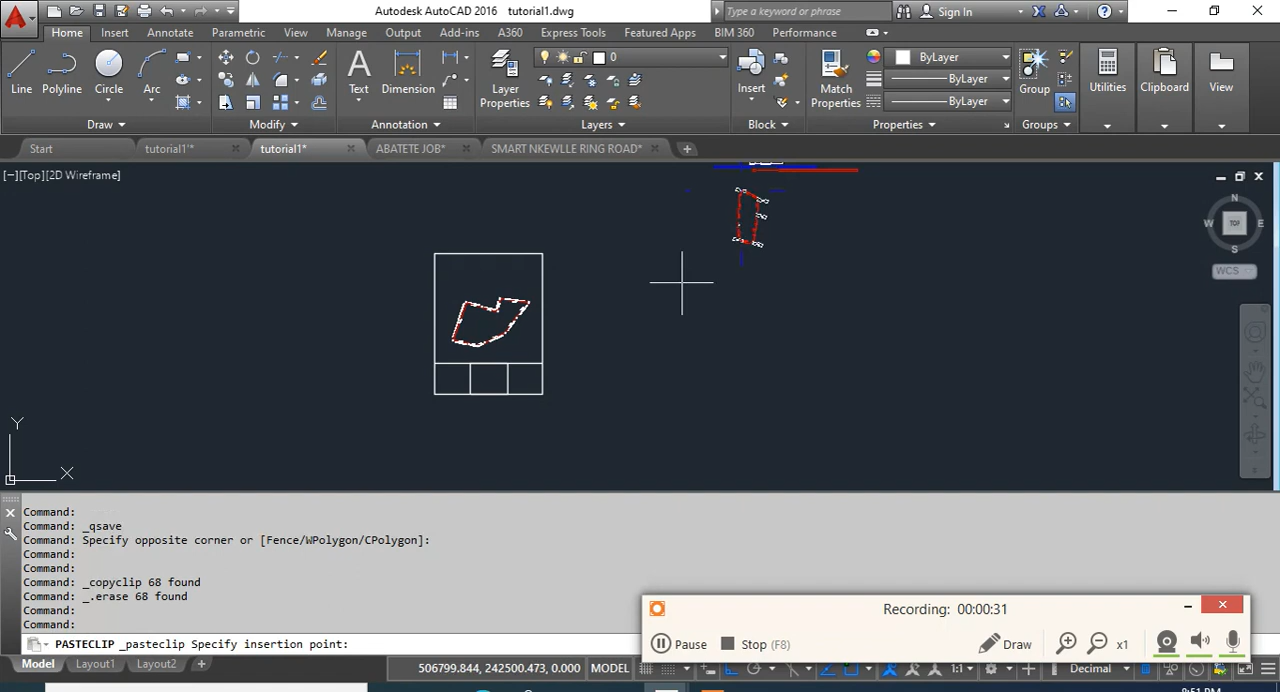 Autodesk AutoCAD 2016 tutorial1.dwg
Type a keyword or phrase
Sign In
Home Insert Annotate Parametric View Manage Output Add-ins A360 Express Tools Featured Apps BIM 360 Performance
Line Polyline Circle Arc Text Dimension Layer Properties Insert Match Properties Group Utilities Clipboard View
0
ByLayer
ByLayer
ByLayer
Draw Modify Annotation Layers Block Properties Groups
Start tutorial1* tutorial1* ABATETE JOB* SMART NKEWLLE RING ROAD*
[−][Top][2D Wireframe]
N
W TOP E
S
WCS
Y
X
Command:
Command: _qsave
Command: Specify opposite corner or [Fence/WPolygon/CPolygon]:
Command:
Command:
Command: _copyclip 68 found
Command: _.erase 68 found
Command:
Command:
PASTECLIP _pasteclip Specify insertion point:
Recording: 00:00:31
Pause Stop (F8) Draw x1
Model Layout1 Layout2 +
506799.844, 242500.473, 0.000 MODEL
1:1 Decimal